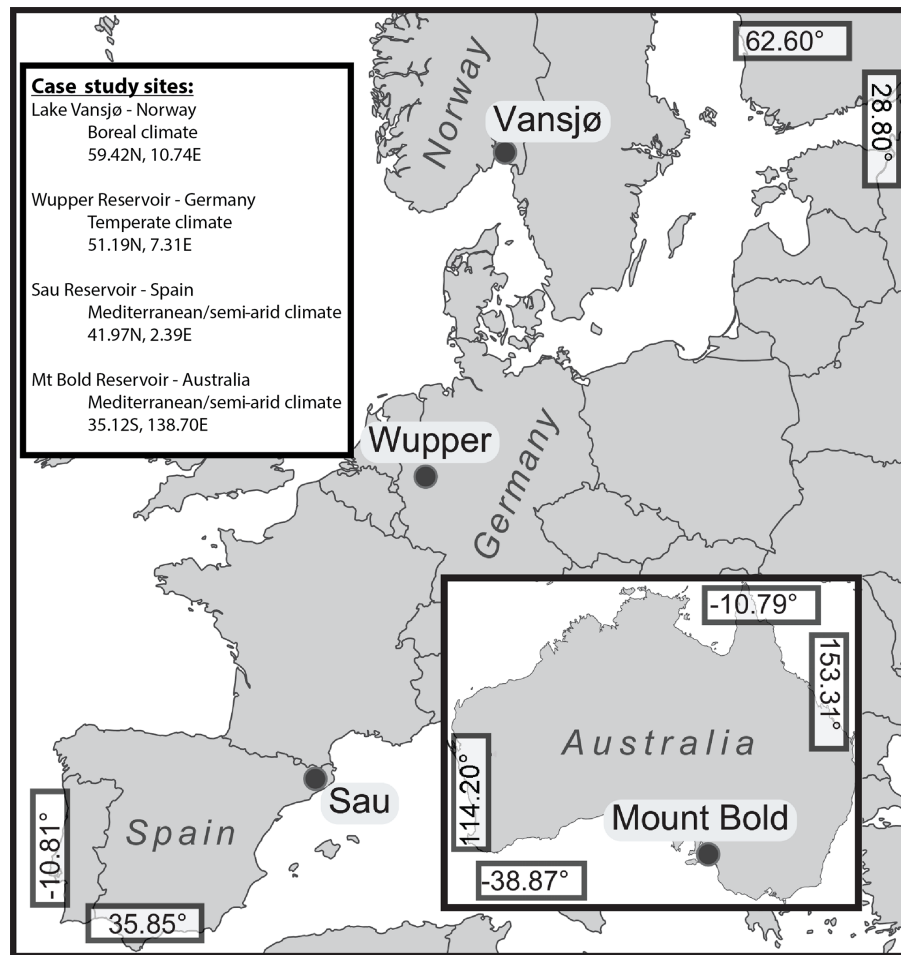 62.60°
28.80°
Case study sites:
Lake Vansjø - Norway
Boreal climate
59.42N, 10.74E
Wupper Reservoir - Germany
Temperate climate
51.19N, 7.31E
Sau Reservoir - Spain
Mediterranean/semi-arid climate
41.97N, 2.39E
Mt Bold Reservoir - Australia
Mediterranean/semi-arid climate
35.12S, 138.70E
Norway
Vansjø
Wupper
Germany
-10.79°
153.31°
Australia
114.20°
Mount Bold
-38.87°
Sau
Spain
-10.81°
35.85°